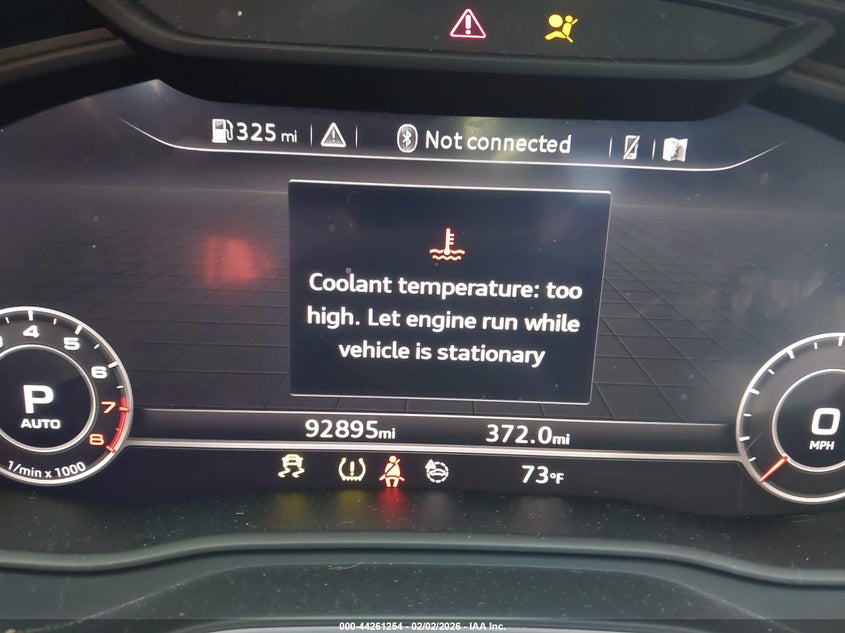 325 mi
Not connected
Coolant temperature: too
high. Let engine run while
vehicle is stationary
4
5
6
7
8
P
AUTO
1/min x 1000
0
MPH
92895mi
372.0mi
73°F
000-44261254 - 02/02/2026 - IAA Inc.